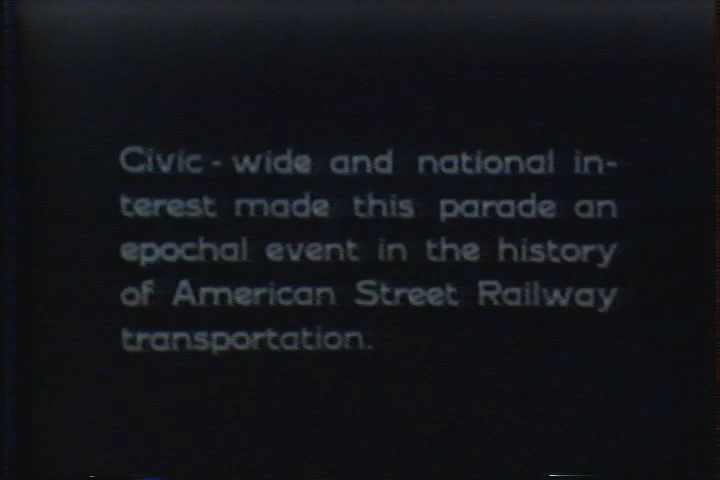 Civic - wide and national in-
terest made this parade an
epochal event in the history
of American Street Railway
transportation.